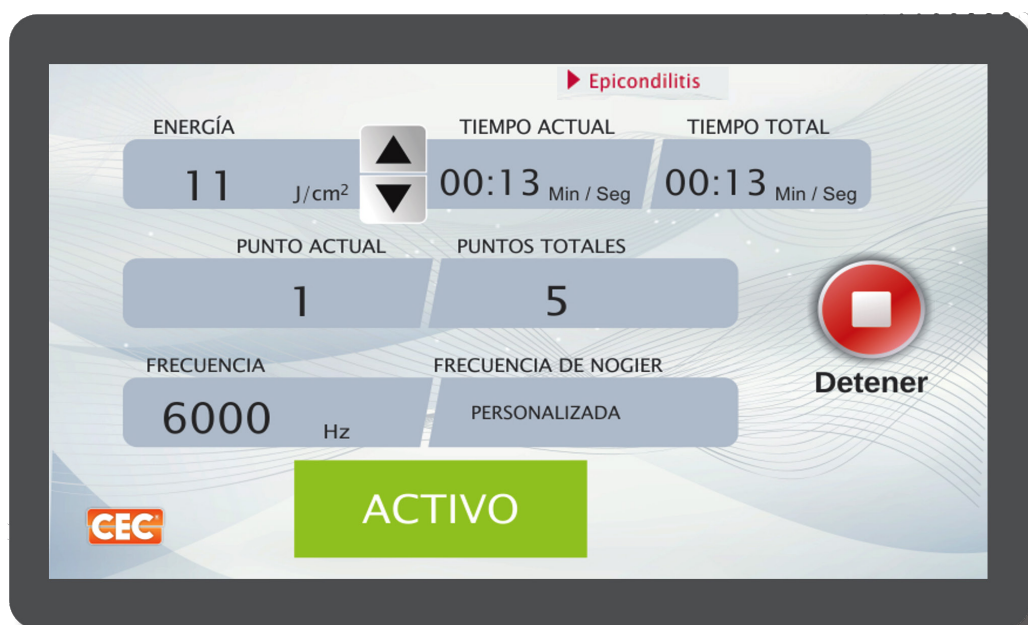 Epicondilitis
ENERGÍA TIEMPO ACTUAL TIEMPO TOTAL
11 J/cm² 00:13 Min / Seg 00:13 Min / Seg
PUNTO ACTUAL PUNTOS TOTALES
1 5
FRECUENCIA FRECUENCIA DE NOGIER
Detener
6000 Hz PERSONALIZADA
ACTIVO
CEC